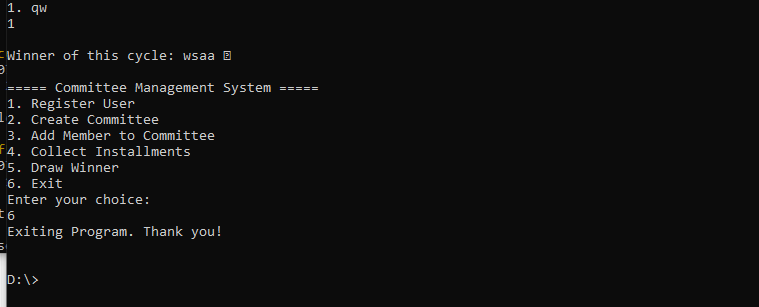 1. qw
1
Winner of this cycle: wsaa
===== Committee Management System =====
1. Register User
2. Create Committee
3. Add Member to Committee
4. Collect Installments
5. Draw Winner
6. Exit
Enter your choice:
6
Exiting Program. Thank you!
D:\>